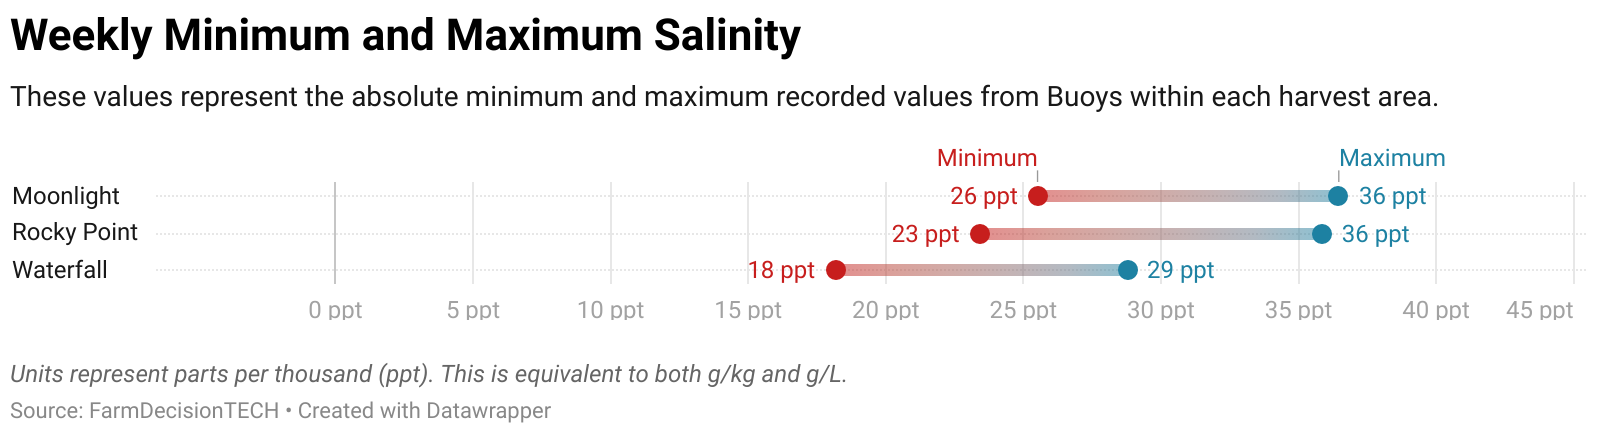 Weekly Minimum and Maximum Salinity
These values represent the absolute minimum and maximum recorded values from Buoys within each harvest area.
Minimum Maximum
Moonlight 26 ppt 36 ppt
Rocky Point 23 ppt 36 ppt
Waterfall 18 ppt 29 ppt
0 ppt 5 ppt 10 ppt 15 ppt 20 ppt 25 ppt 30 ppt 35 ppt 40 ppt 45 ppt
Units represent parts per thousand (ppt). This is equivalent to both g/kg and g/L.
Source: FarmDecisionTECH • Created with Datawrapper